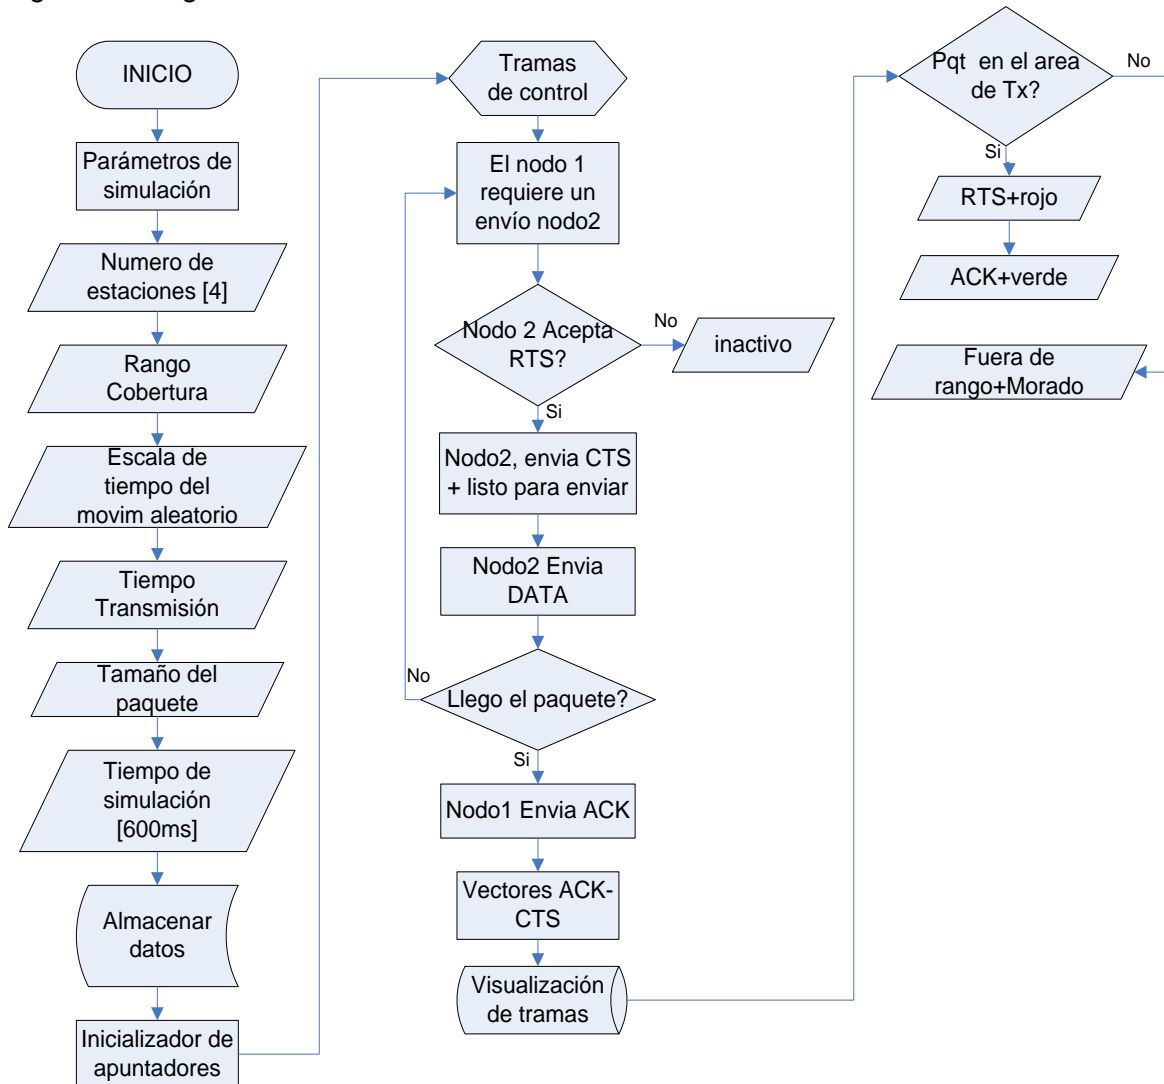 INICIO
Parámetros de
simulación
Numero de
estaciones [4]
Rango
Cobertura
Escala de
tiempo del
movim aleatorio
Tiempo
Transmisión
Tamaño del
paquete
Tiempo de
simulación
[600ms]
Almacenar
datos
Inicializador de
apuntadores
Tramas
de control
El nodo 1
requiere un
envío nodo2
Nodo 2 Acepta
RTS?
No
inactivo
Si
Nodo2, envia CTS
+ listo para enviar
Nodo2 Envia
DATA
Llego el paquete?
No
Si
Nodo1 Envia ACK
Vectores ACK-
CTS
Visualización
de tramas
Pqt en el area
de Tx?
No
Si
RTS+rojo
ACK+verde
Fuera de
rango+Morado